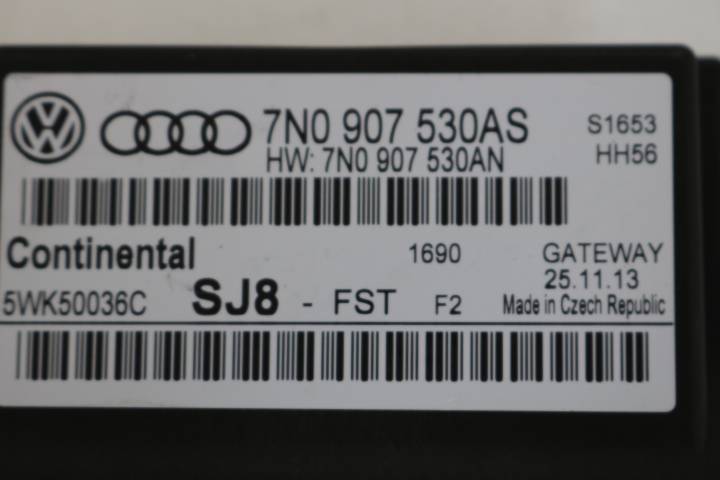 7N0 907 530AS
S1653
HW: 7N0 907 530AN
HH56
Continental 1690 GATEWAY
25.11.13
5WK50036C SJ8 - FST F2 Made in Czech Republic